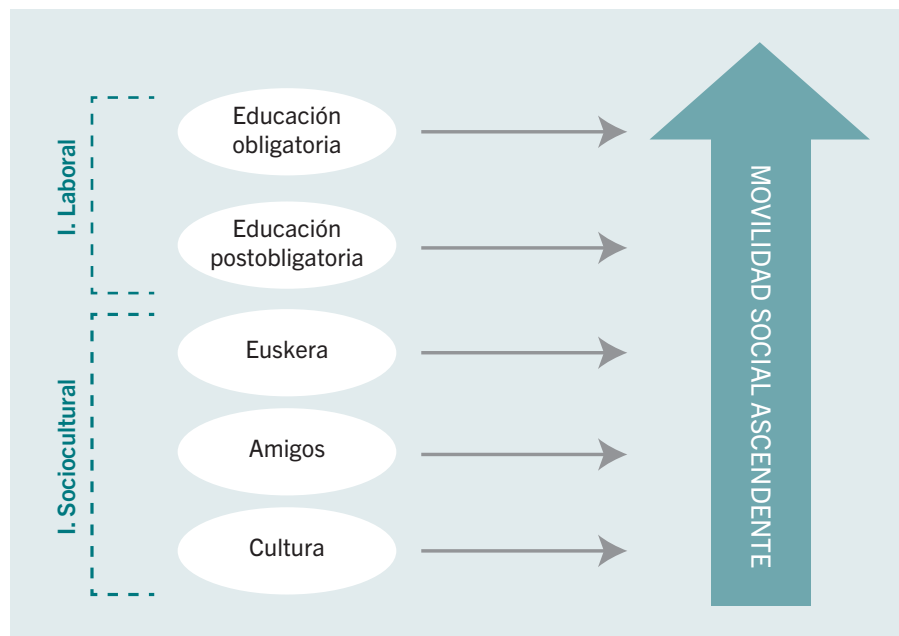 I. Laboral
Educación
obligatoria
Educación
postobligatoria
I. Sociocultural
Euskera
Amigos
Cultura
MOVILIDAD SOCIAL ASCENDENTE